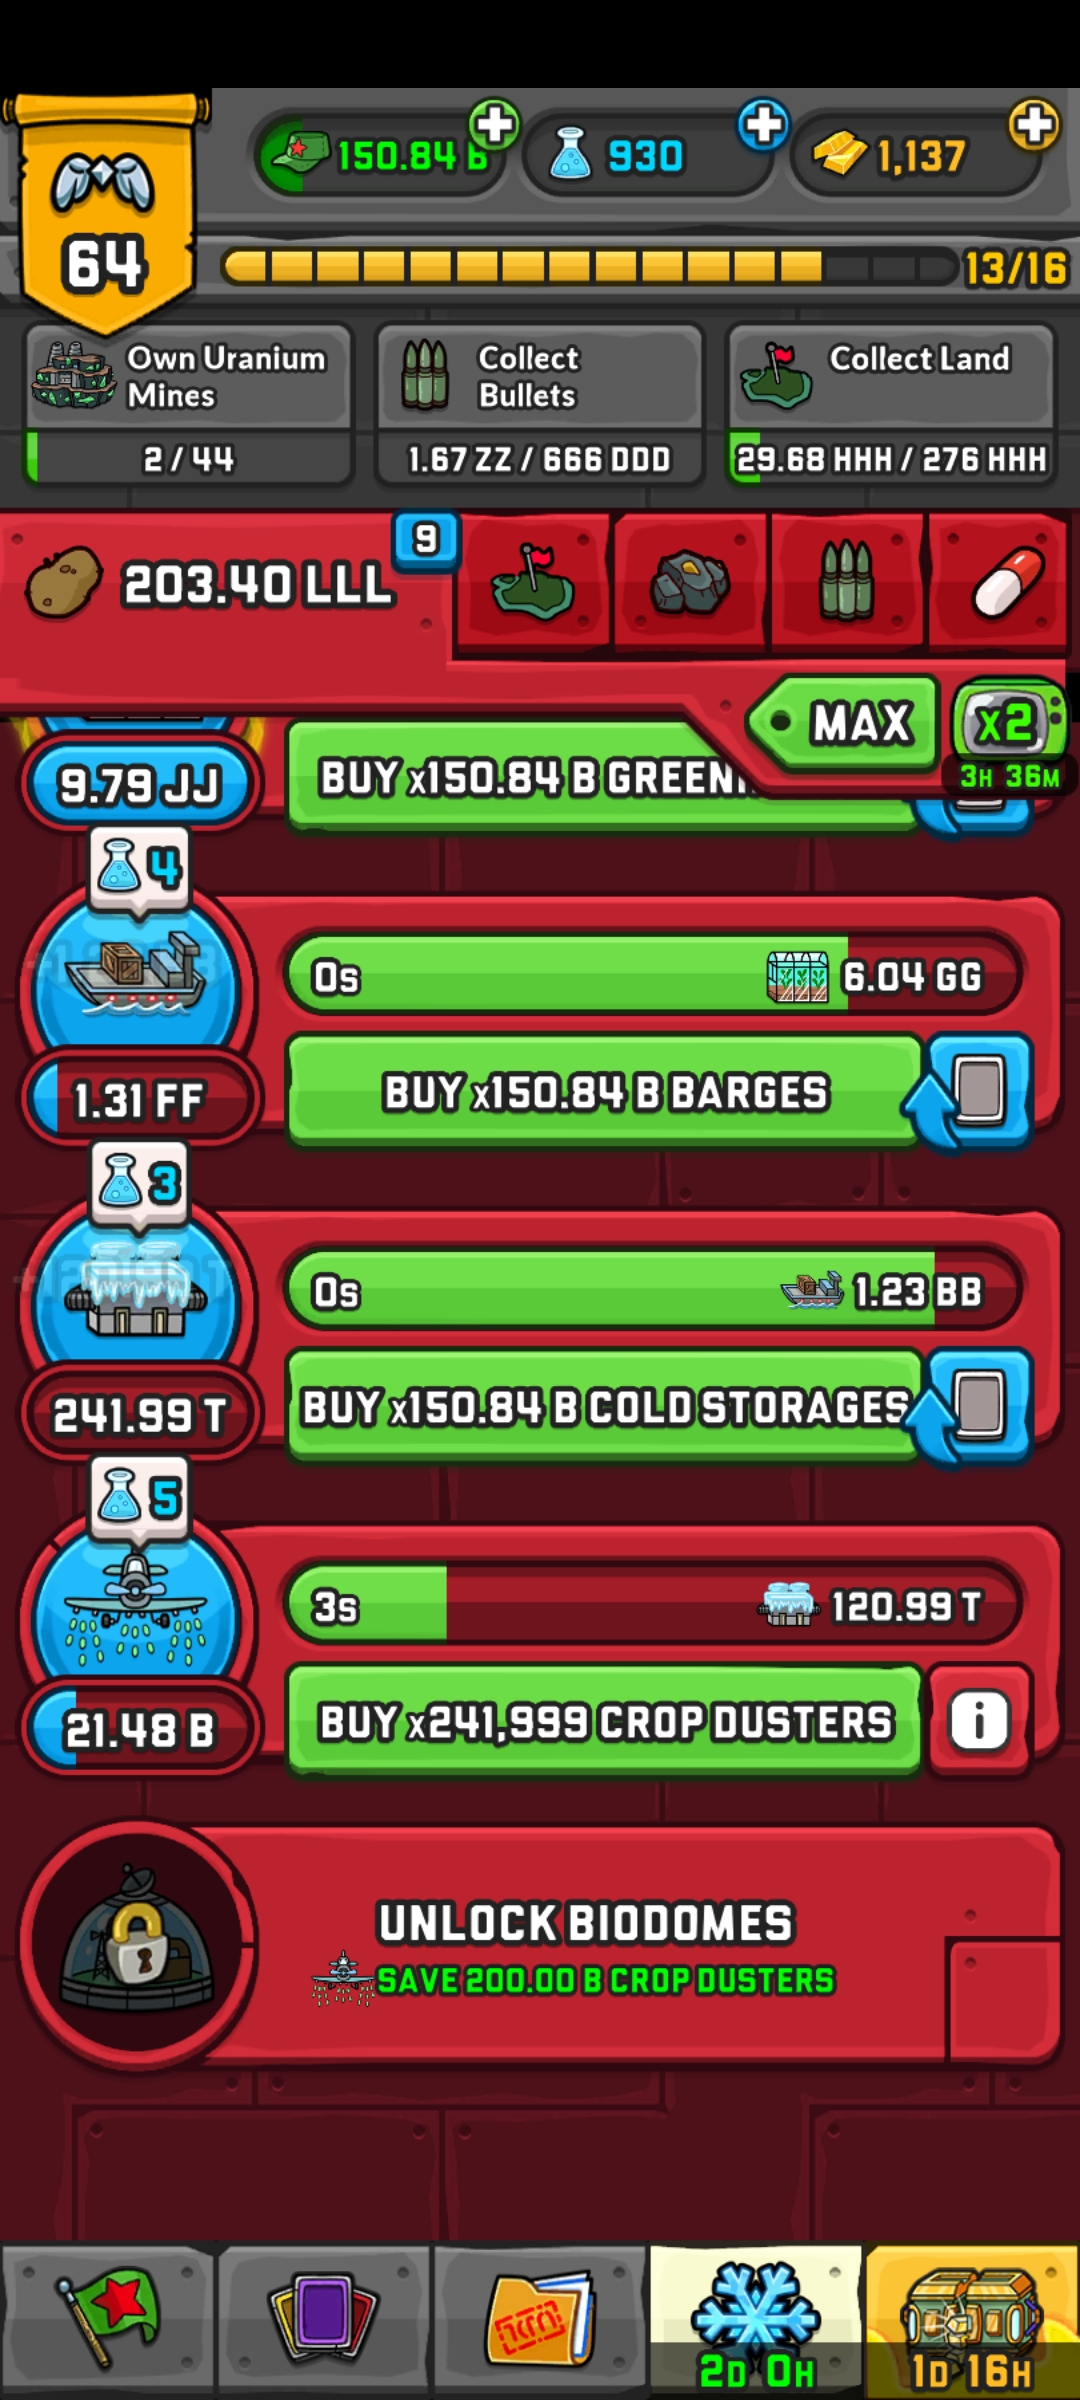 150.84 B
930
1,137
64
13/16
Own Uranium
Mines
2 / 44
Collect
Bullets
1.67 ZZ / 666 DDD
Collect Land
29.68 HHH / 276 HHH
203.40 LLL
9
MAX
x2
3H 36M
9.79 JJ
BUY x150.84 B
4
0s
6.04 GG
1.31 FF
BUY x150.84 B BARGES
3
0s
1.23 BB
241.99 T
BUY x150.84 B COLD STORAGES
5
3s
120.99 T
21.48 B
BUY x241,999 CROP DUSTERS
i
UNLOCK BIODOMES
SAVE 200.00 B CROP DUSTERS
2D 0H
1D 16H